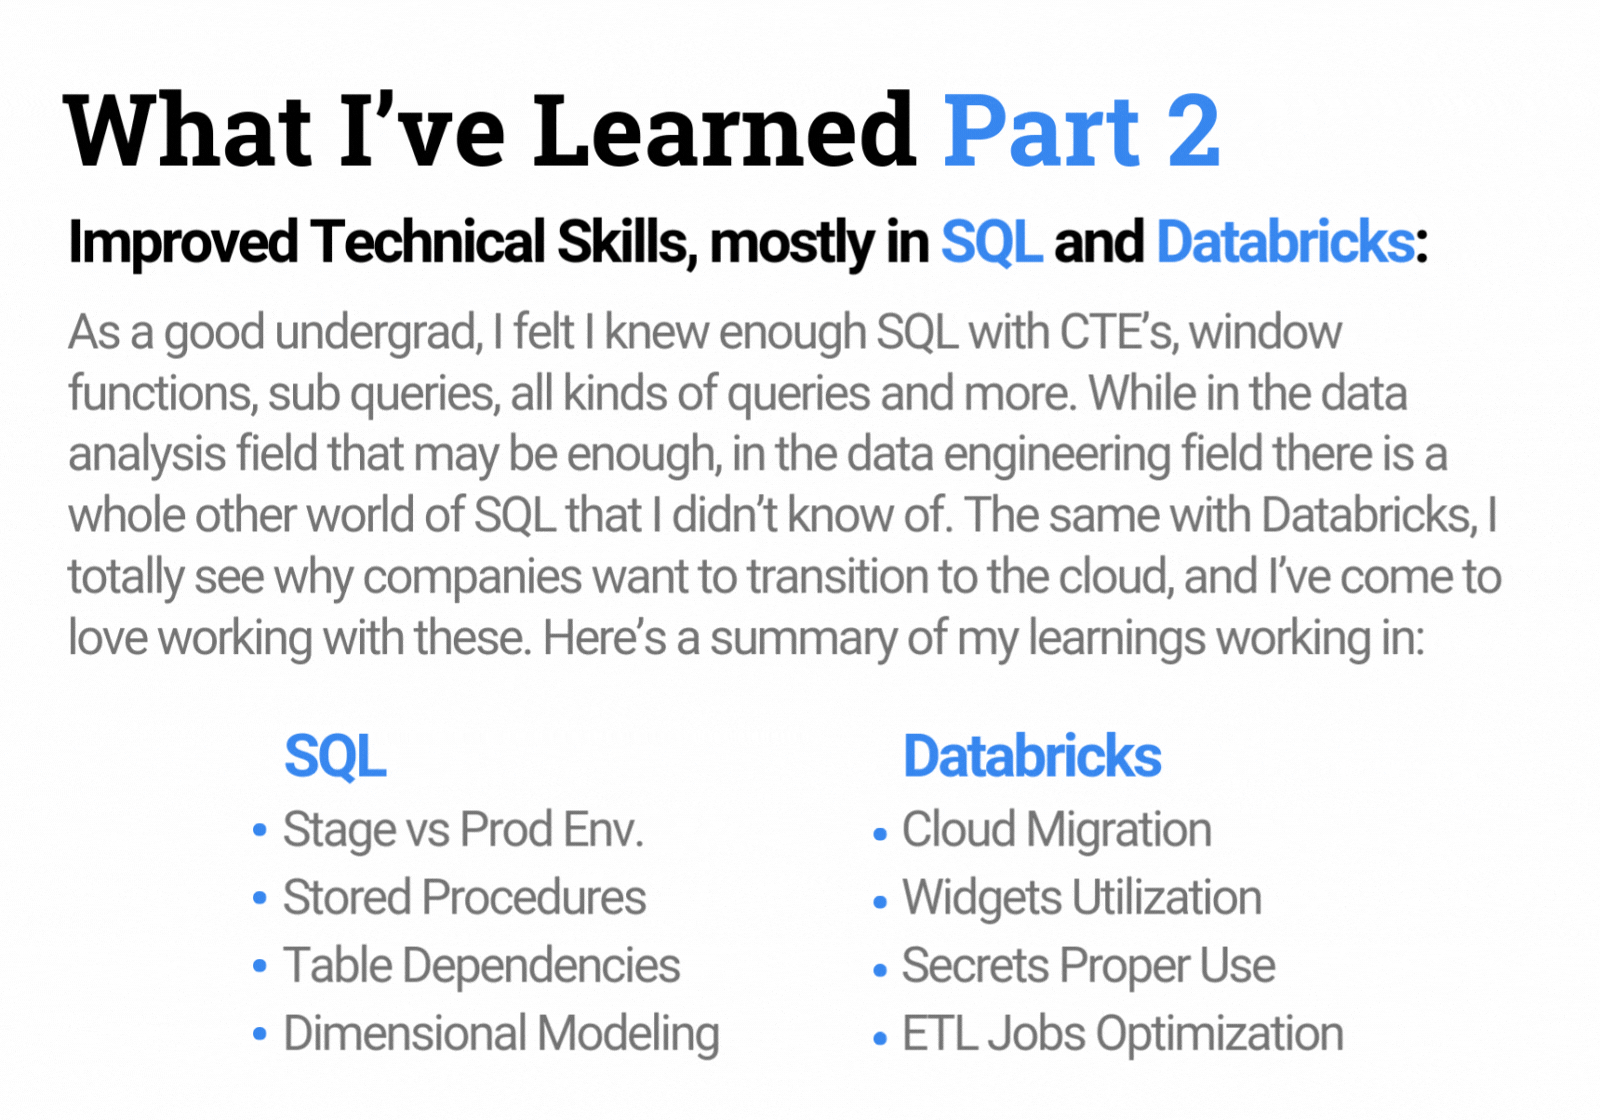 What I’ve Learned Part 2
Improved Technical Skills, mostly in SQL and Databricks:
As a good undergrad, I felt I knew enough SQL with CTE’s, window
functions, sub queries, all kinds of queries and more. While in the data
analysis field that may be enough, in the data engineering field there is a
whole other world of SQL that I didn’t know of. The same with Databricks, I
totally see why companies want to transition to the cloud, and I’ve come to
love working with these. Here’s a summary of my learnings working in:
SQL
• Stage vs Prod Env.
• Stored Procedures
• Table Dependencies
• Dimensional Modeling
Databricks
• Cloud Migration
• Widgets Utilization
• Secrets Proper Use
• ETL Jobs Optimization